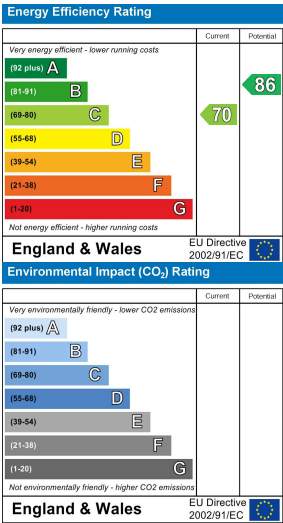 Energy Efficiency Rating
Current Potential
Very energy efficient - lower running costs
(92 plus) A
(81-91) B
(69-80) C
(55-68) D
(39-54) E
(21-38) F
(1-20) G
70
86
Not energy efficient - higher running costs
England & Wales
EU Directive
2002/91/EC
Environmental Impact (CO2) Rating
Current Potential
Very environmentally friendly - lower CO2 emissions
(92 plus) A
(81-91) B
(69-80) C
(55-68) D
(39-54) E
(21-38) F
(1-20) G
Not environmentally friendly - higher CO2 emissions
England & Wales
EU Directive
2002/91/EC